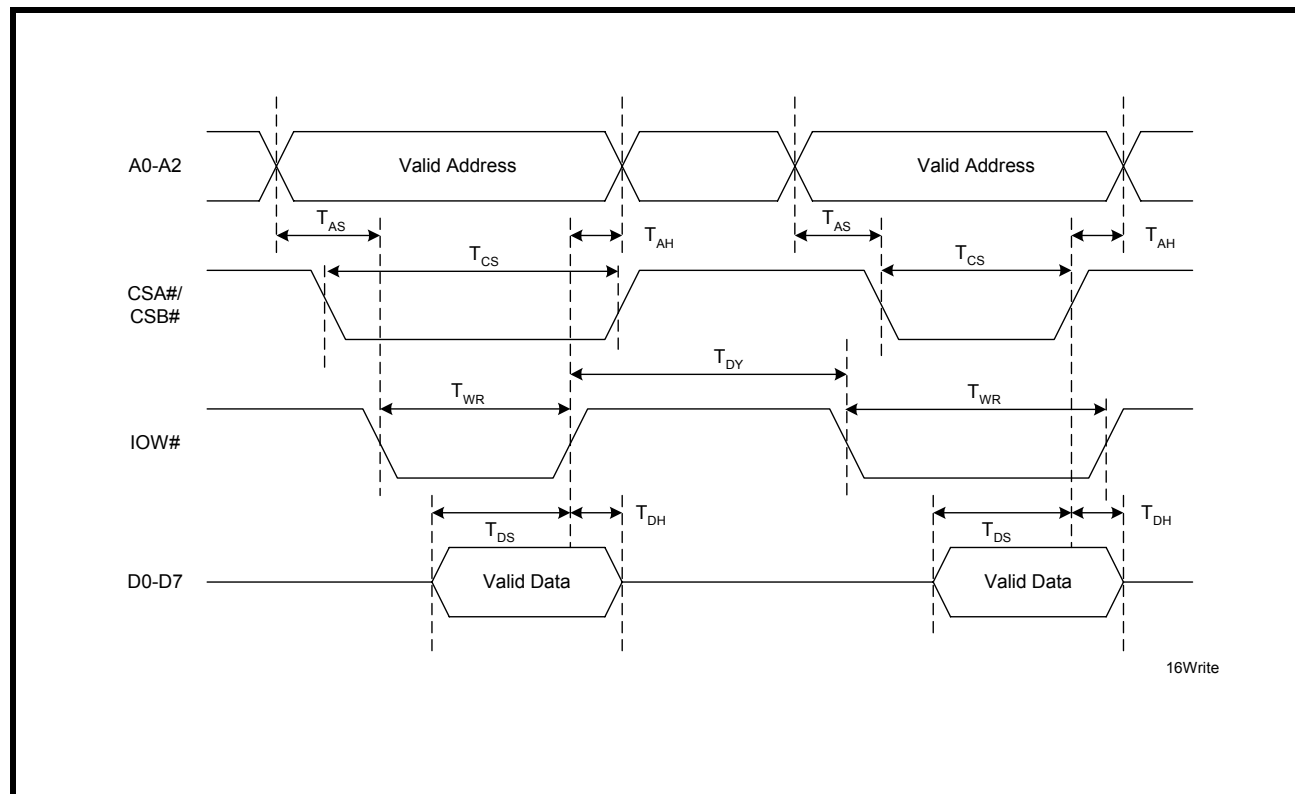 A0-A2
Valid Address
Valid Address
TAS
TAH
TAS
TAH
TCS
TCS
CSA#/
CSB#
TDY
TWR
TWR
IOW#
TDS
TDH
TDS
TDH
D0-D7
Valid Data
Valid Data
16Write